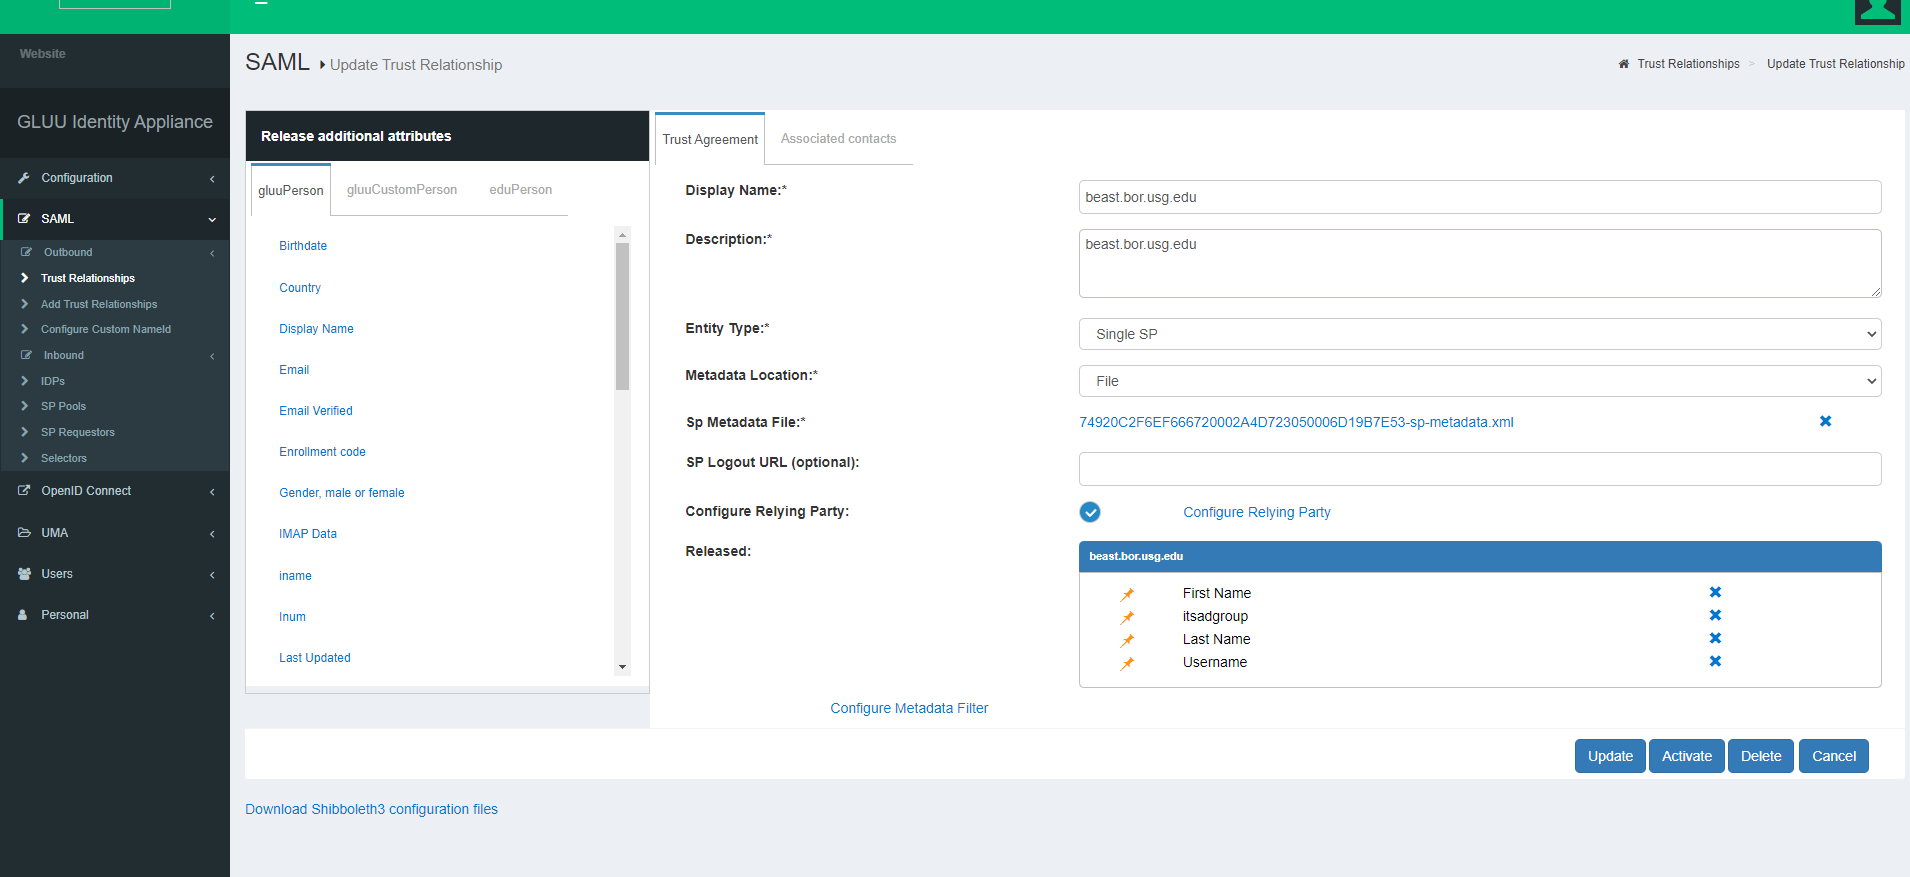 Website
GLUU Identity Appliance
Configuration
SAML
Outbound
Trust Relationships
Add Trust Relationships
Configure Custom NameId
Inbound
IDPs
SP Pools
SP Requestors
Selectors
OpenID Connect
UMA
Users
Personal
SAML Update Trust Relationship
Trust Relationships > Update Trust Relationship
Release additional attributes
gluuPerson gluuCustomPerson eduPerson
Birthdate
Country
Display Name
Email
Email Verified
Enrollment code
Gender, male or female
IMAP Data
iname
Inum
Last Updated
Trust Agreement Associated contacts
Display Name:* beast.bor.usg.edu
Description:* beast.bor.usg.edu
Entity Type:* Single SP
Metadata Location:* File
Sp Metadata File:* 74920C2F6EF666720002A4D723050006D19B7E53-sp-metadata.xml
SP Logout URL (optional):
Configure Relying Party: Configure Relying Party
Released: beast.bor.usg.edu
First Name
itsadgroup
Last Name
Username
Configure Metadata Filter
Update Activate Delete Cancel
Download Shibboleth3 configuration files